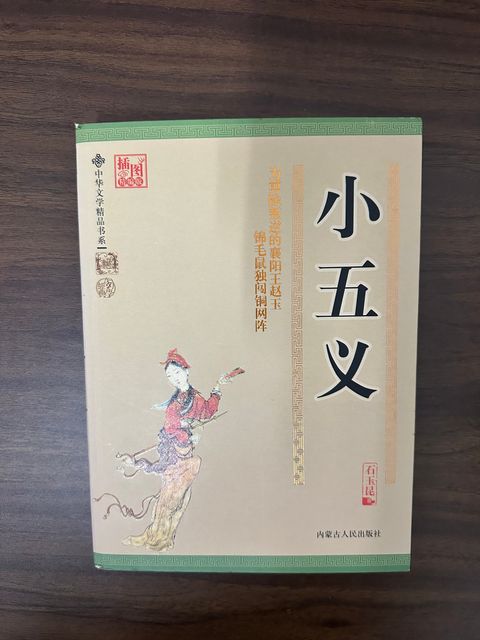 小五义
石玉昆
内蒙古人民出版社
的襄阳王赵玉
锦毛鼠独闯铜网阵
插图
中华文学精品书系